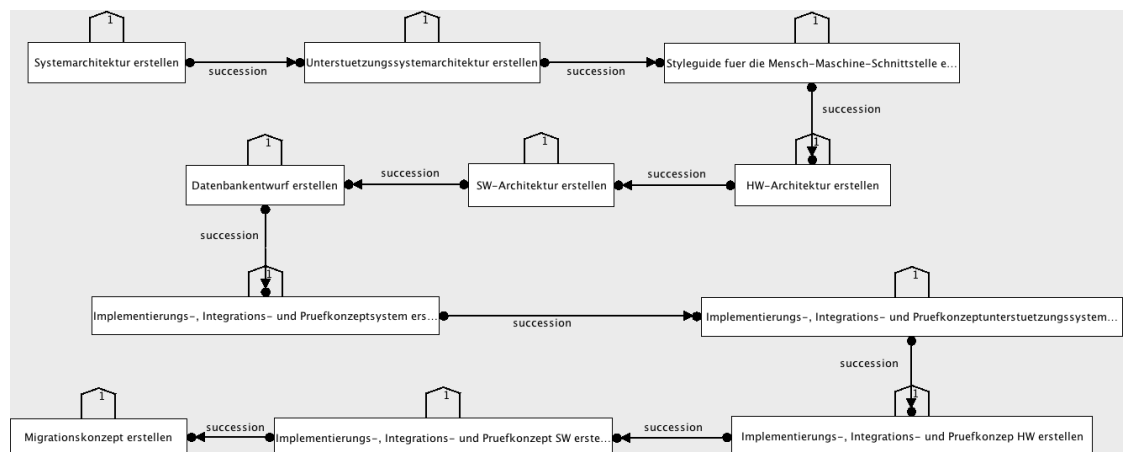 1
1
1
Systemarchitektur erstellen
succession
Unterstuetzungssystemarchitektur erstellen
succession
Styleguide fuer die Mensch-Maschine-Schnittstelle e...
succession
1
1
1
Datenbankentwurf erstellen
succession
SW-Architektur erstellen
succession
HW-Architektur erstellen
succession
1
1
Implementierungs-, Integrations- und Pruefkonzeptsystem ers...
succession
Implementierungs-, Integrations- und Pruefkonzeptunterstuetzungssystem...
succession
1
1
1
Migrationskonzept erstellen
succession
Implementierungs-, Integrations- und Pruefkonzept SW erste...
succession
Implementierungs-, Integrations- und Pruefkonzep HW erstellen